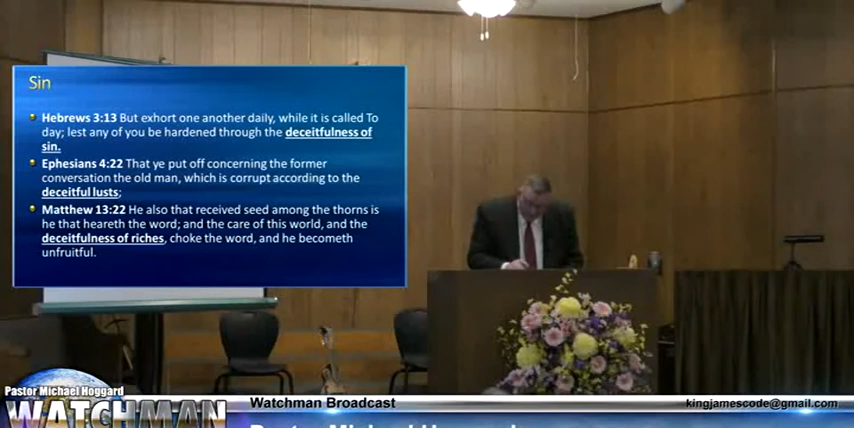 Sin
Hebrews 3:13 But exhort one another daily, while it is called To
day; lest any of you be hardened through the deceitfulness of
sin.
Ephesians 4:22 That ye put off concerning the former
conversation the old man, which is corrupt according to the
deceitful lusts;
Matthew 13:22 He also that received seed among the thorns is
he that heareth the word; and the care of this world, and the
deceitfulness of riches, choke the word, and he becometh
unfruitful.
Pastor Michael Hoggard
WATCHMAN
Watchman Broadcast
kingjamescode@gmail.com
Pastor Michael